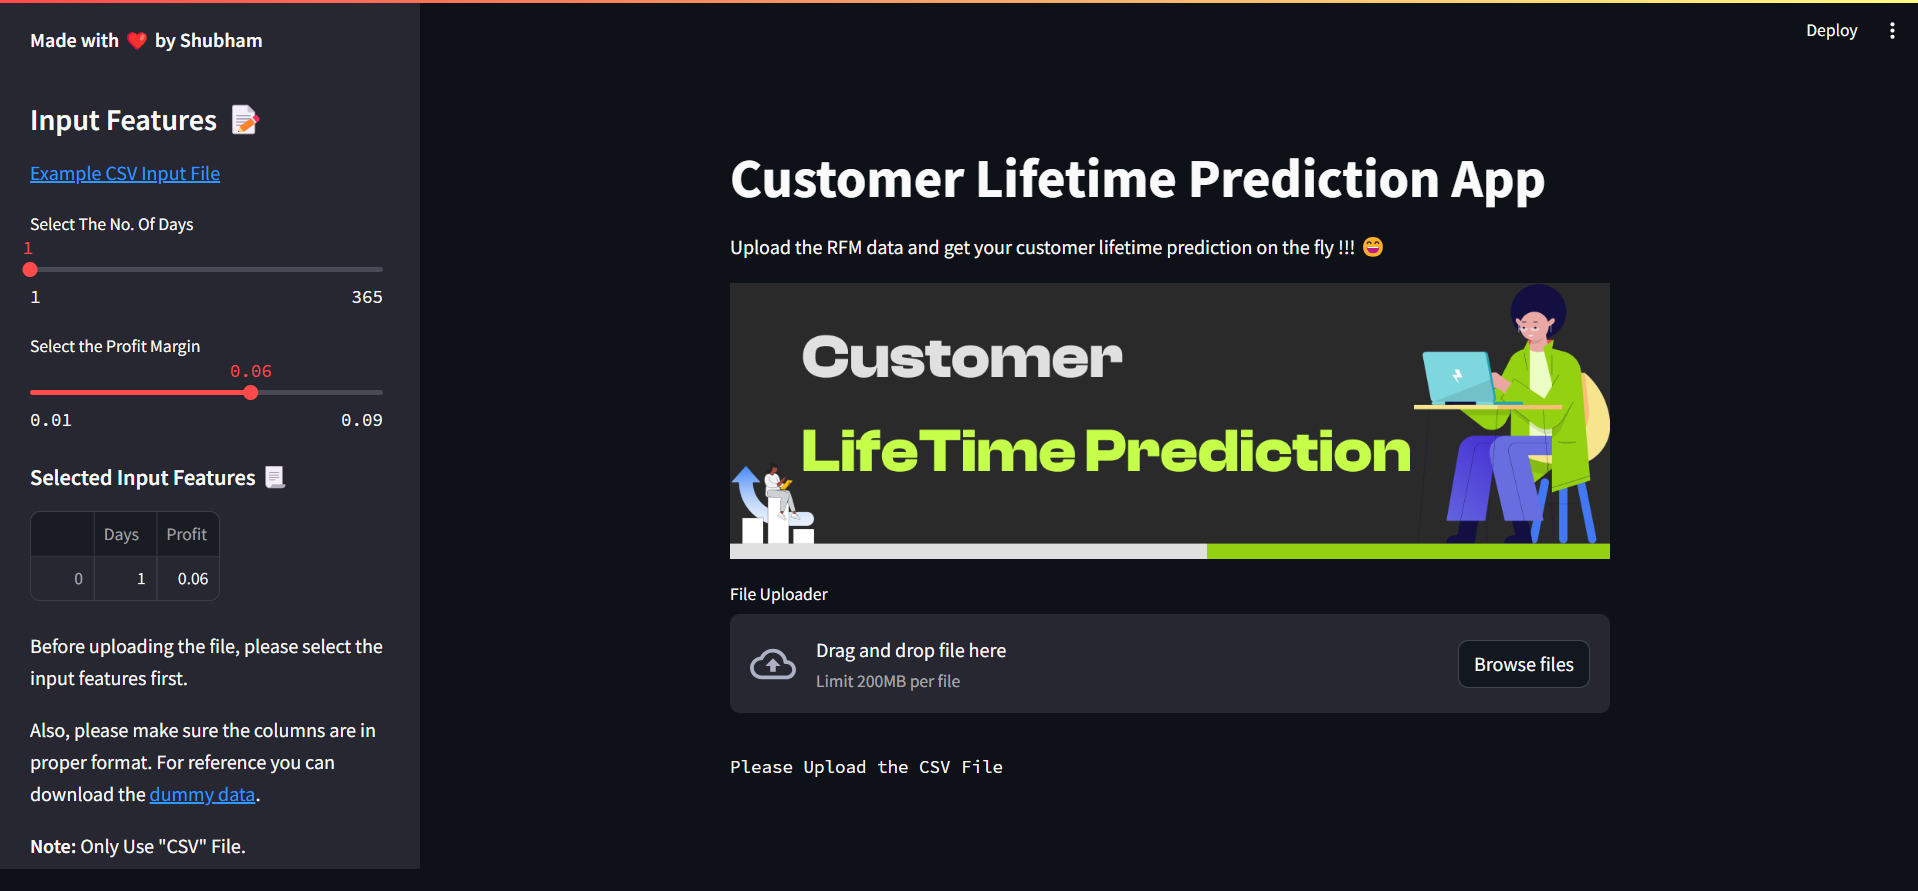 Made with ❤️ by Shubham
Input Features 📝
Example CSV Input File
Select The No. Of Days
1
1 365
Select the Profit Margin
0.06
0.01 0.09
Selected Input Features 📃
Days Profit
0 1 0.06
Before uploading the file, please select the
input features first.
Also, please make sure the columns are in
proper format. For reference you can
download the dummy data.
Note: Only Use "CSV" File.
Deploy
Customer Lifetime Prediction App
Upload the RFM data and get your customer lifetime prediction on the fly !!! 😄
Customer
LifeTime Prediction
File Uploader
Drag and drop file here
Limit 200MB per file
Browse files
Please Upload the CSV File